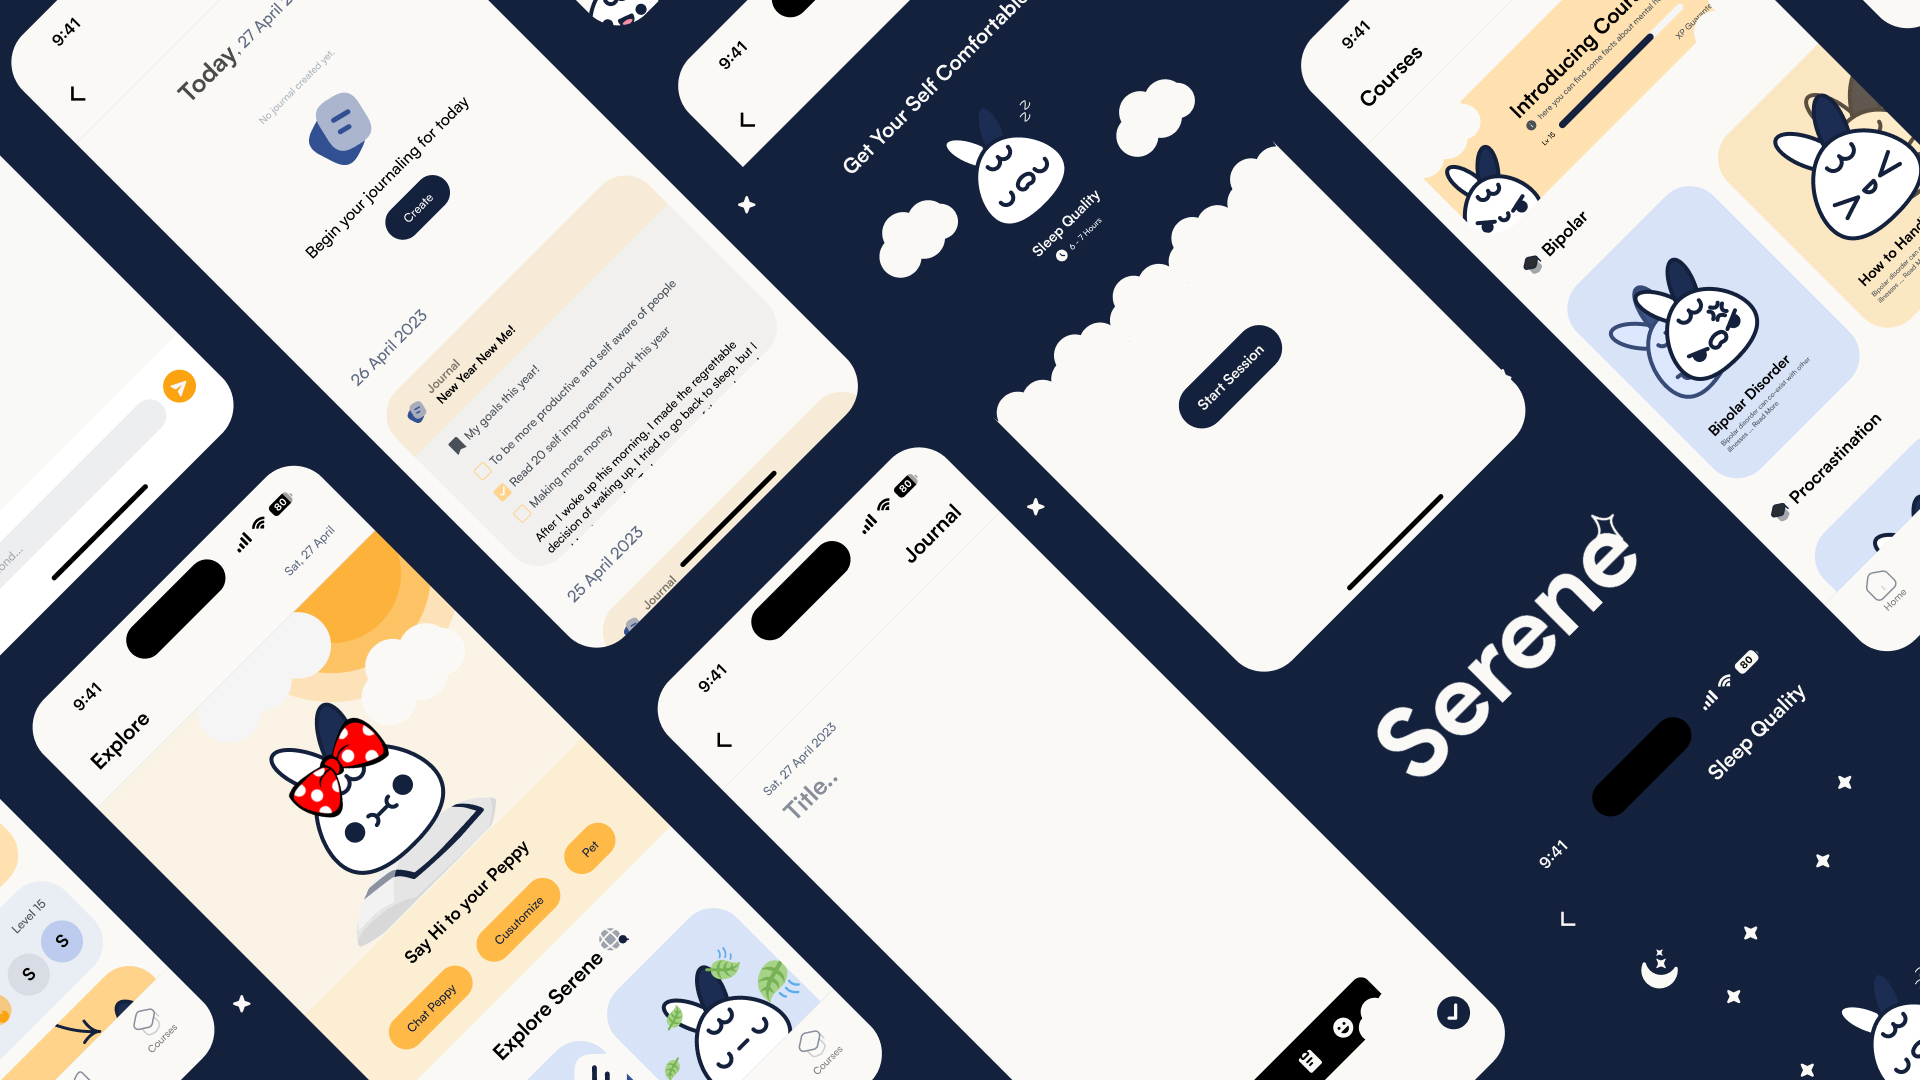 9:41
Today, 27 April 2
No journal created yet.
Begin your journaling for today
Create
26 April 2023
Journal
New Year New Me!
My goals this year!
To be more productive and self aware of people
Read 20 self improvement book this year
Making more money
After I woke up this morning, I made the regrettable
decision of waking up. I tried to go back to sleep, but I
25 April 2023
Journal
9:41
Get Your Self Comfortable
Sleep Quality
6 - 7 Hours
Start Session
9:41
Courses
Introducing Cour
here you can find some facts about mental
Lv 15
XP
Bipolar
Bipolar Disorder
Bipolar disorder can co-exist with other
illnesses ... Read More
How to Hand
Bipolar disorder can
illnesses ... Read M
Procrastination
Home
ond...
80
9:41
Sat, 27 April
Explore
Say Hi to your Peppy
Chat Peppy
Cusutomize
Pet
Explore Serene
Courses
Level 15
S
S
Courses
80
9:41
Journal
Sat, 27 April 2023
Title..
Serene
80
9:41
Sleep Quality